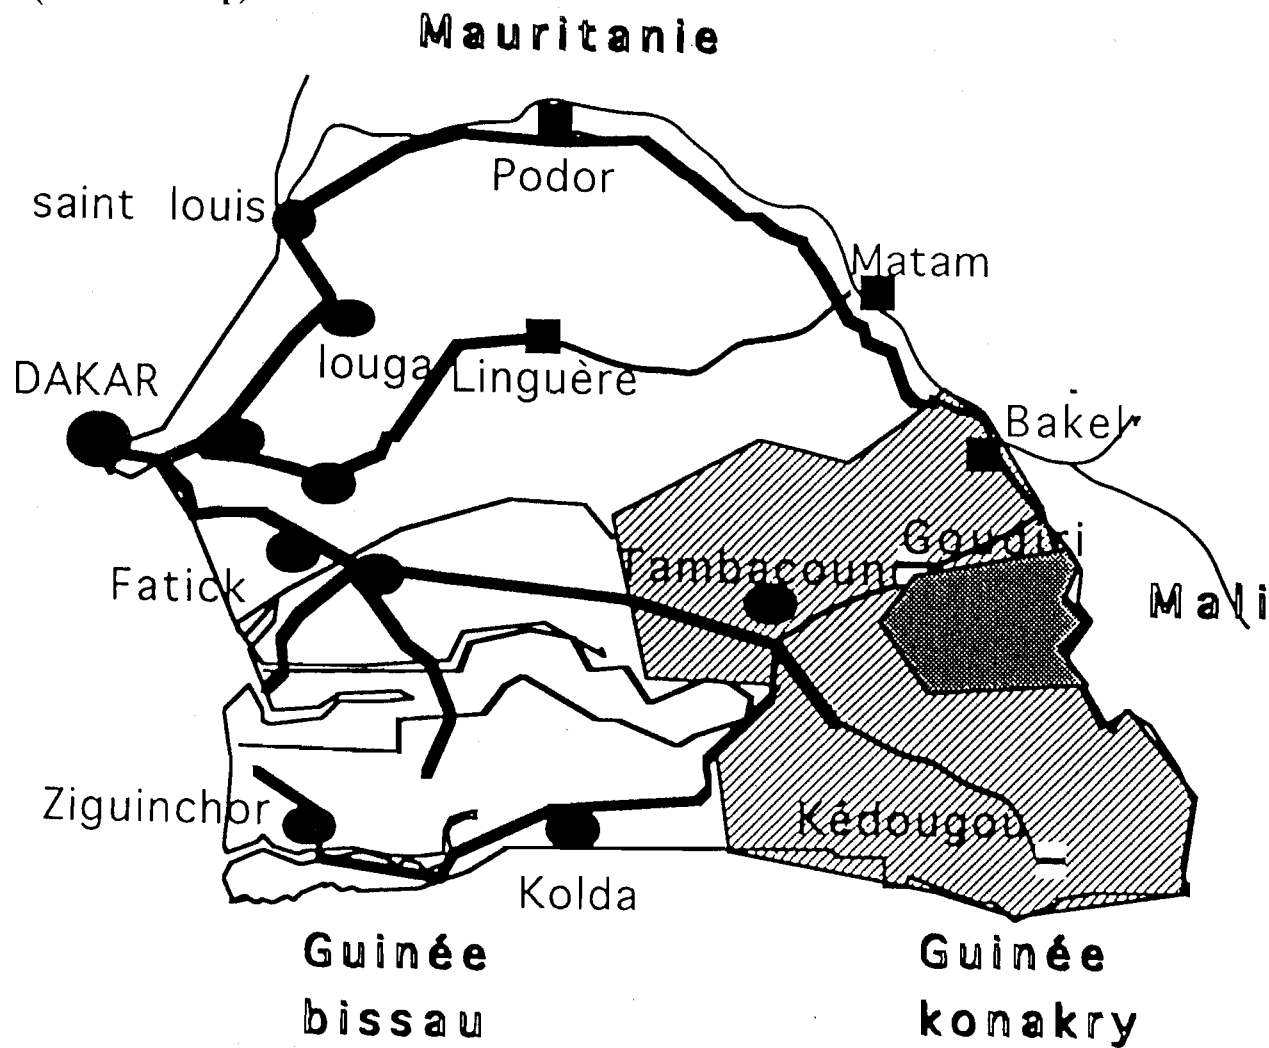 Mauritanie
Podor
saint louis
Matam
louga
Linguère
DAKAR
Bakel
Goudiri
Tambacoun
Fatick
Mali
Ziguinchor
Kédougou
Kolda
Guinée
bissau
Guinée
konakry